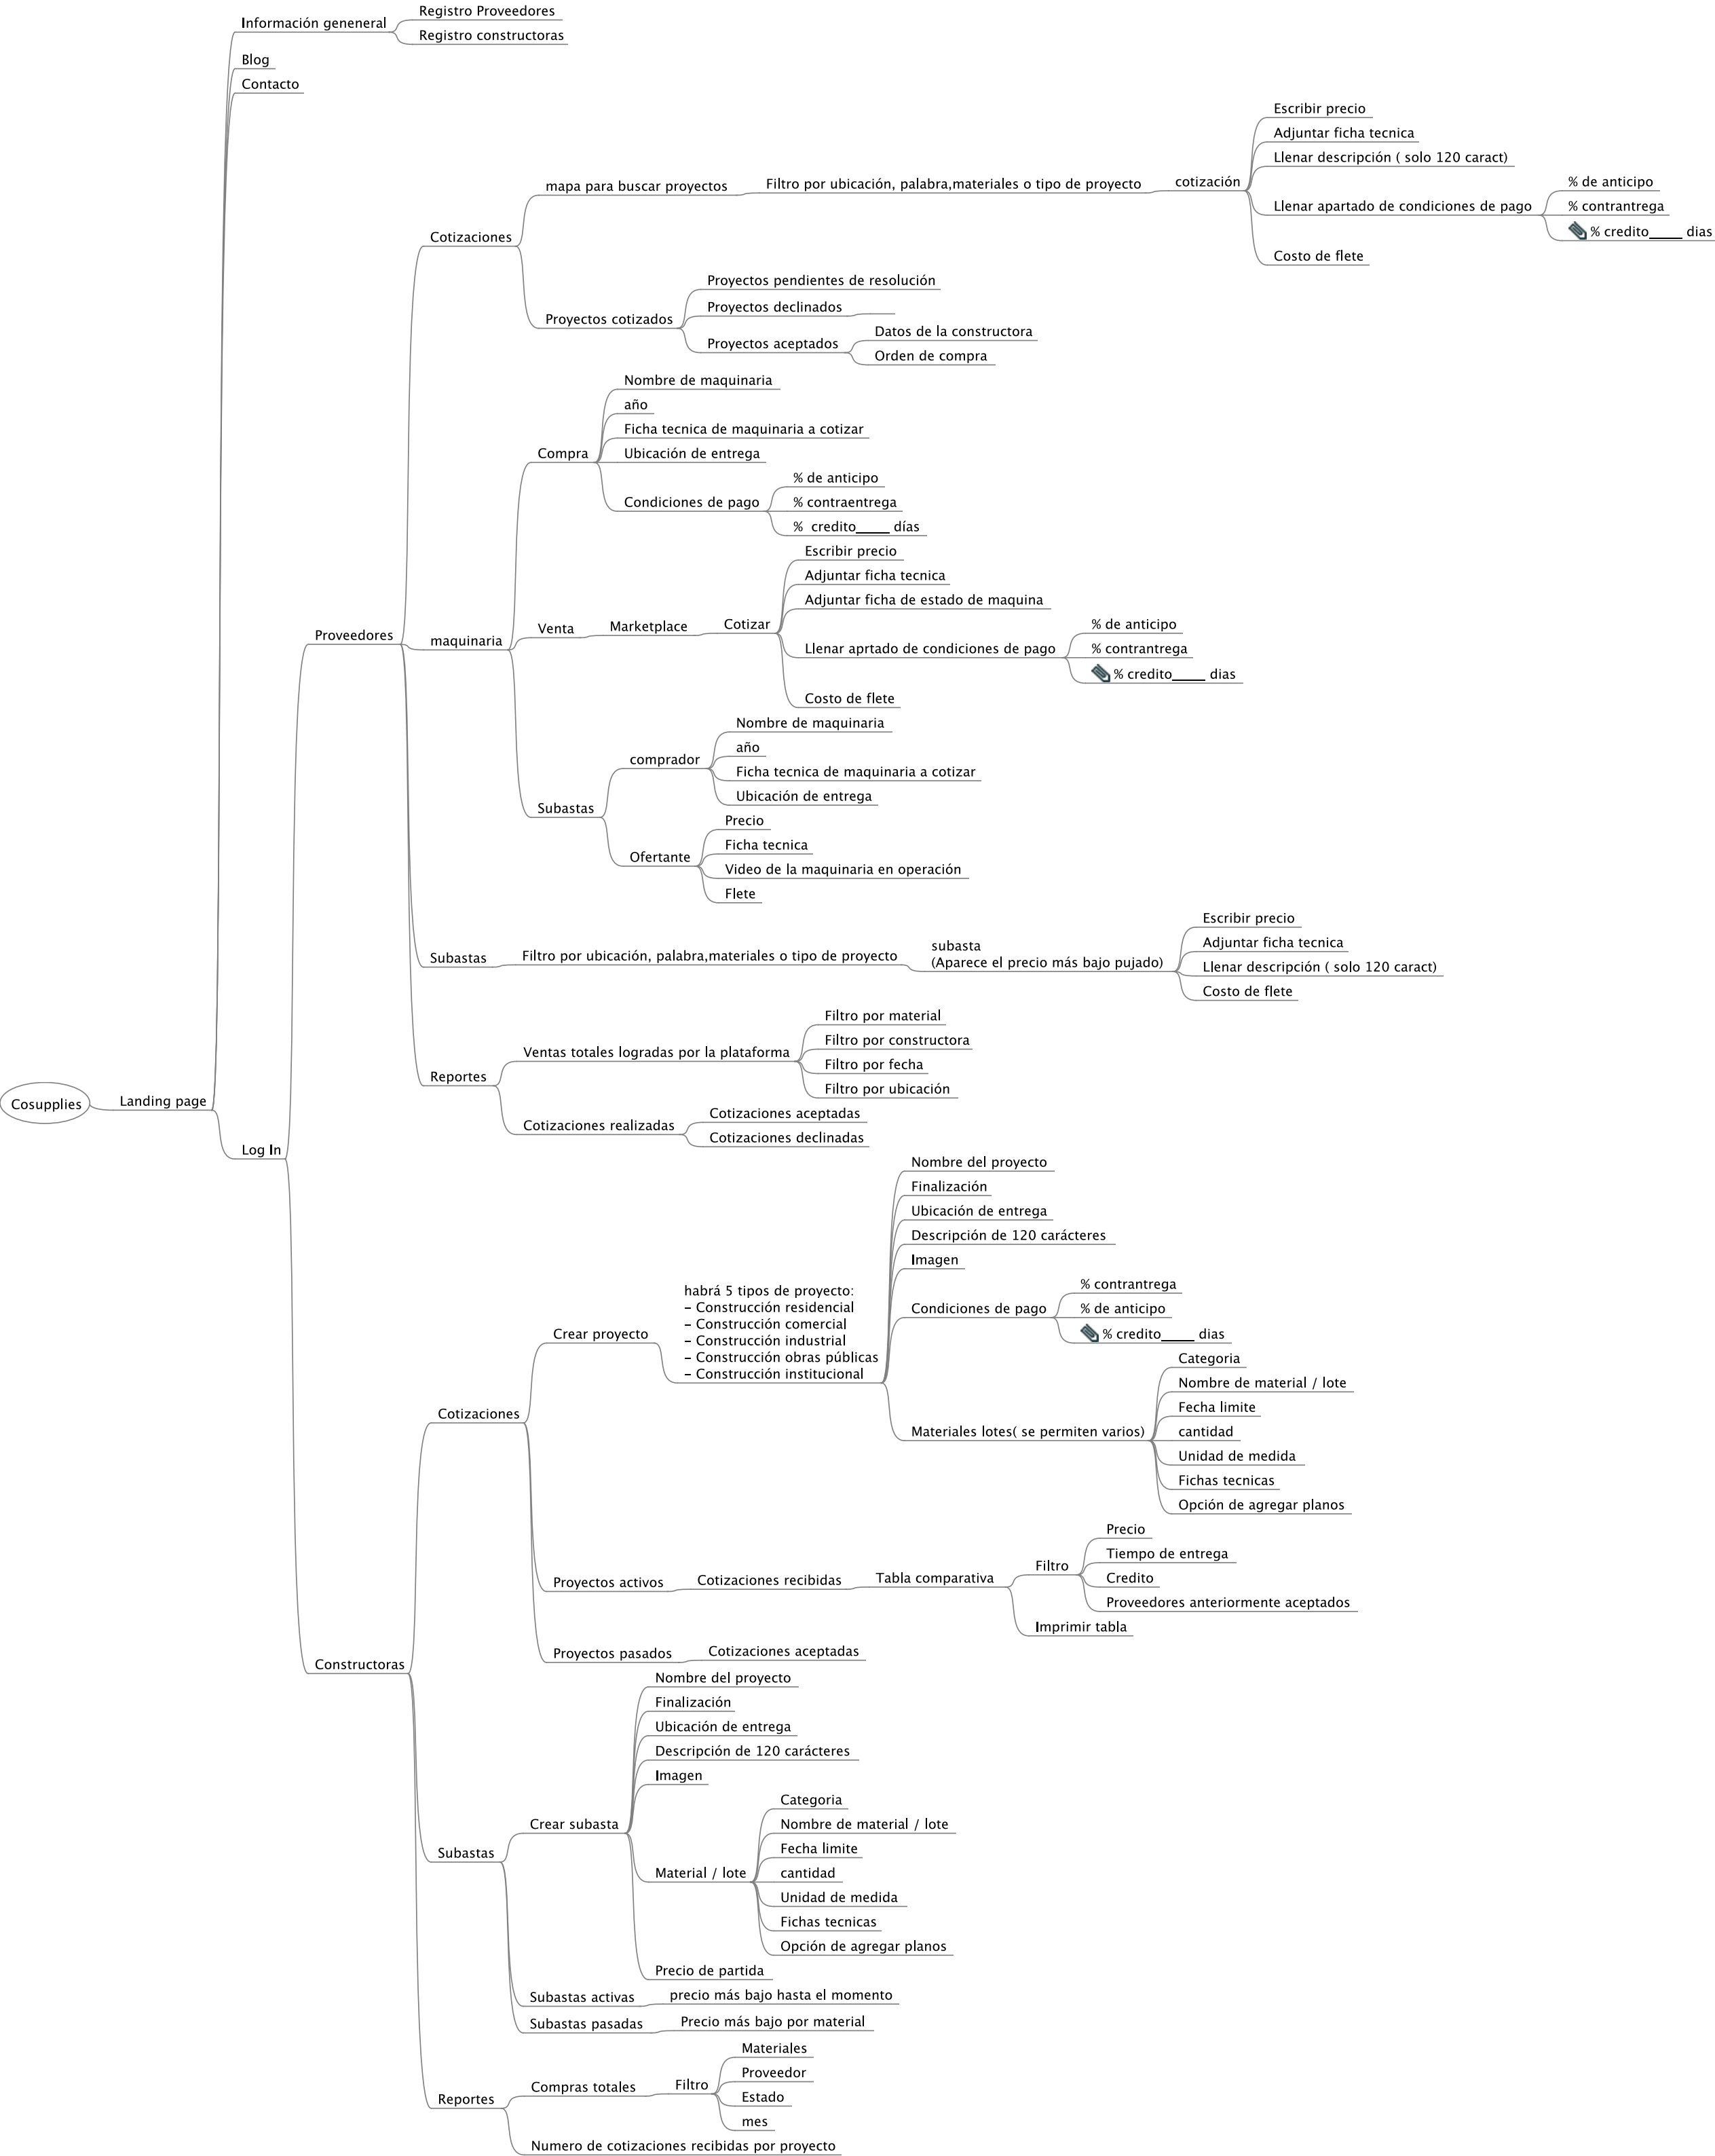 Información geneneral
Registro Proveedores
Registro constructoras
Blog
Contacto
Escribir precio
Adjuntar ficha tecnica
Llenar descripción ( solo 120 caract)
mapa para buscar proyectos
Filtro por ubicación, palabra,materiales o tipo de proyecto
cotización
% de anticipo
Llenar apartado de condiciones de pago
% contrantrega
% credito_____ dias
Cotizaciones
Costo de flete
Proyectos pendientes de resolución
Proyectos declinados
Proyectos cotizados
Datos de la constructora
Proyectos aceptados
Orden de compra
Nombre de maquinaria
año
Ficha tecnica de maquinaria a cotizar
Compra
Ubicación de entrega
% de anticipo
Condiciones de pago
% contraentrega
%  credito_____ días
Escribir precio
Adjuntar ficha tecnica
Adjuntar ficha de estado de maquina
Proveedores
maquinaria
Venta
Marketplace
Cotizar
% de anticipo
Llenar aprtado de condiciones de pago
% contrantrega
% credito_____ dias
Costo de flete
Nombre de maquinaria
año
comprador
Ficha tecnica de maquinaria a cotizar
Ubicación de entrega
Subastas
Precio
Ficha tecnica
Ofertante
Video de la maquinaria en operación
Flete
Escribir precio
Adjuntar ficha tecnica
Subastas
Filtro por ubicación, palabra,materiales o tipo de proyecto
subasta
(Aparece el precio más bajo pujado)
Llenar descripción ( solo 120 caract)
Costo de flete
Filtro por material
Filtro por constructora
Ventas totales logradas por la plataforma
Filtro por fecha
Reportes
Filtro por ubicación
Cosupplies
Landing page
Cotizaciones aceptadas
Cotizaciones realizadas
Cotizaciones declinadas
Log In
Nombre del proyecto
Finalización
Ubicación de entrega
Descripción de 120 carácteres
Imagen
habrá 5 tipos de proyecto:
– Construcción residencial
– Construcción comercial
– Construcción industrial
– Construcción obras públicas
– Construcción institucional
Crear proyecto
% contrantrega
Condiciones de pago
% de anticipo
% credito_____ dias
Categoria
Nombre de material / lote
Fecha limite
Cotizaciones
Materiales lotes( se permiten varios)
cantidad
Unidad de medida
Fichas tecnicas
Opción de agregar planos
Precio
Tiempo de entrega
Filtro
Proyectos activos
Cotizaciones recibidas
Tabla comparativa
Credito
Proveedores anteriormente aceptados
Imprimir tabla
Proyectos pasados
Cotizaciones aceptadas
Constructoras
Nombre del proyecto
Finalización
Ubicación de entrega
Descripción de 120 carácteres
Imagen
Categoria
Crear subasta
Nombre de material / lote
Fecha limite
Subastas
Material / lote
cantidad
Unidad de medida
Fichas tecnicas
Opción de agregar planos
Precio de partida
Subastas activas
precio más bajo hasta el momento
Subastas pasadas
Precio más bajo por material
Materiales
Proveedor
Reportes
Compras totales
Filtro
Estado
mes
Numero de cotizaciones recibidas por proyecto